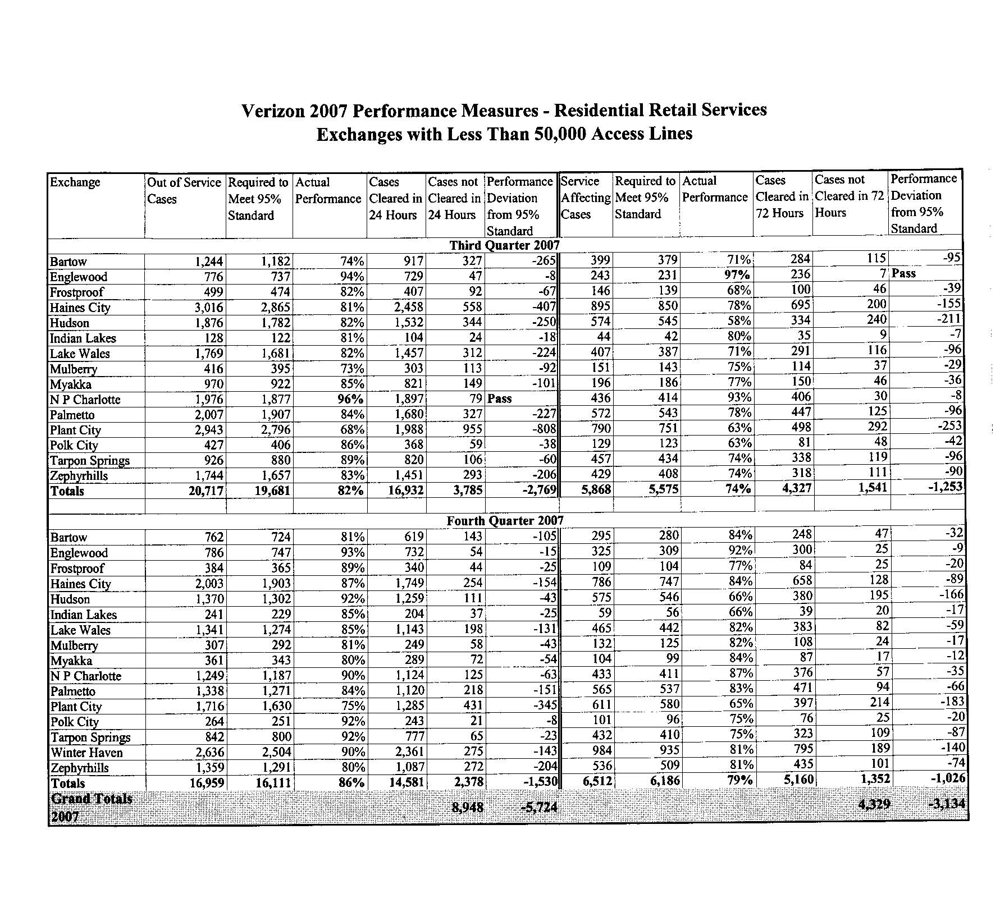 Verizon 2007 Performance Measures - Residential Retail Services
Exchanges with Less Than 50,000 Access Lines
Exchange Out of Service Cases Required to Meet 95% Standard Actual Performance Cases Cleared in 24 Hours Cases not Cleared in 24 Hours Performance Deviation from 95% Standard Service Affecting Cases Required to Meet 95% Standard Actual Performance Cases Cleared in 72 Hours Cases not Cleared in 72 Hours Performance Deviation from 95% Standard
Third Quarter 2007
Bartow 1,244 1,182 74% 917 327 -265 399 379 71% 284 115 -95
Englewood 776 737 94% 729 47 -8 243 231 97% 236 7 Pass
Frostproof 499 474 82% 407 92 -67 146 139 68% 100 46 -39
Haines City 3,016 2,865 81% 2,458 558 -407 895 850 78% 695 200 -155
Hudson 1,876 1,782 82% 1,532 344 -250 574 545 58% 334 240 -211
Indian Lakes 128 122 81% 104 24 -18 44 42 80% 35 9 -7
Lake Wales 1,769 1,681 82% 1,457 312 -224 407 387 71% 291 116 -96
Mulberry 416 395 73% 303 113 -92 151 143 75% 114 37 -29
Myakka 970 922 85% 821 149 -101 196 186 77% 150 46 -36
N P Charlotte 1,976 1,877 96% 1,897 79 Pass 436 414 93% 406 30 -8
Palmetto 2,007 1,907 84% 1,680 327 -227 572 543 78% 447 125 -96
Plant City 2,943 2,796 68% 1,988 955 -808 790 751 63% 498 292 -253
Polk City 427 406 86% 368 59 -38 129 123 63% 81 48 -42
Tarpon Springs 926 880 89% 820 106 -60 457 434 74% 338 119 -96
Zephyrhills 1,744 1,657 83% 1,451 293 -206 429 408 74% 318 111 -90
Totals 20,717 19,681 82% 16,932 3,785 -2,769 5,868 5,575 74% 4,327 1,541 -1,253
Fourth Quarter 2007
Bartow 762 724 81% 619 143 -105 295 280 84% 248 47 -32
Englewood 786 747 93% 732 54 -15 325 309 92% 300 25 -9
Frostproof 384 365 89% 340 44 -25 109 104 77% 84 25 -20
Haines City 2,003 1,903 87% 1,749 254 -154 786 747 84% 658 128 -89
Hudson 1,370 1,302 92% 1,259 111 -43 575 546 66% 380 195 -166
Indian Lakes 241 229 85% 204 37 -25 59 56 66% 39 20 -17
Lake Wales 1,341 1,274 85% 1,143 198 -131 465 442 82% 383 82 -59
Mulberry 307 292 81% 249 58 -43 132 125 82% 108 24 -17
Myakka 361 343 80% 289 72 -54 104 99 84% 87 17 -12
N P Charlotte 1,249 1,187 90% 1,124 125 -63 433 411 87% 376 57 -35
Palmetto 1,338 1,271 84% 1,120 218 -151 565 537 83% 471 94 -66
Plant City 1,716 1,630 75% 1,285 431 -345 611 580 65% 397 214 -183
Polk City 264 251 92% 243 21 -8 101 96 75% 76 25 -20
Tarpon Springs 842 800 92% 777 65 -23 432 410 75% 323 109 -87
Winter Haven 2,636 2,504 90% 2,361 275 -143 984 935 81% 795 189 -140
Zephyrhills 1,359 1,291 80% 1,087 272 -204 536 509 81% 435 101 -74
Totals 16,959 16,111 86% 14,581 2,378 -1,530 6,512 6,186 79% 5,160 1,352 -1,026
Grand Totals 2007 8,948 -5,724 4,329 -3,134